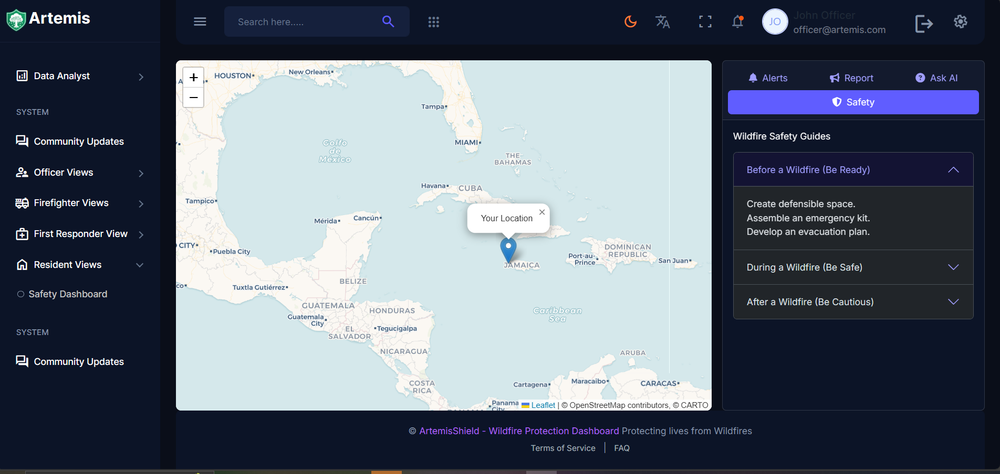 Artemis
Search here.....
JO
John Officer
officer@artemis.com
Data Analyst
SYSTEM
Community Updates
Officer Views
Firefighter Views
First Responder View
Resident Views
Safety Dashboard
SYSTEM
Community Updates
+
−
HOUSTON
New Orleans
Tampa
MIAMI
Golfo
de
México
THE
BAHAMAS
Havana
CUBA
Tampico
Mérida
Cancún
Your Location
×
CITY
Puebla City
JAMAICA
Port-au-
Prince
DOMINICAN
REPUBLIC
San Juan
co
Tuxtla Gutiérrez
BELIZE
GUATEMALA
Guatemala
City
HONDURAS
EL
SALVADOR
Tegucigalpa
NICARAGUA
Caribbean
Sea
ARUBA
COSTA
RICA
Cartagena
Maracaibo
CARACAS
Panama
City
Leaflet | © OpenStreetMap contributors, © CARTO
Alerts
Report
Ask AI
Safety
Wildfire Safety Guides
Before a Wildfire (Be Ready)
Create defensible space.
Assemble an emergency kit.
Develop an evacuation plan.
During a Wildfire (Be Safe)
After a Wildfire (Be Cautious)
© ArtemisShield - Wildfire Protection Dashboard Protecting lives from Wildfires
Terms of Service | FAQ